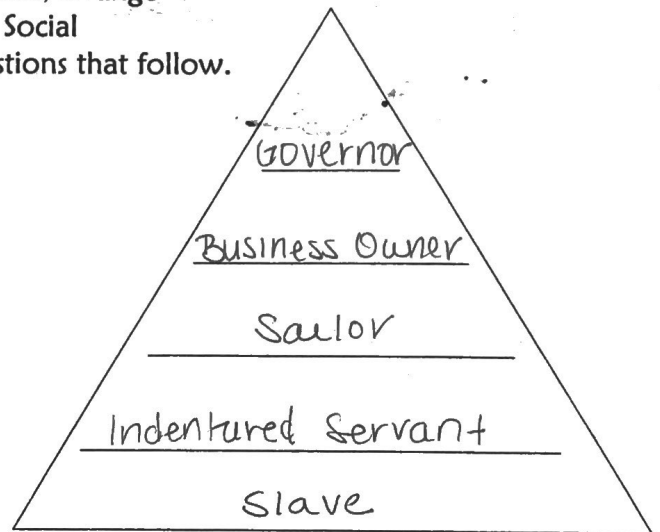 Social
stions that follow.
Governor
Business Owner
Sailor
Indentured Servant
Slave